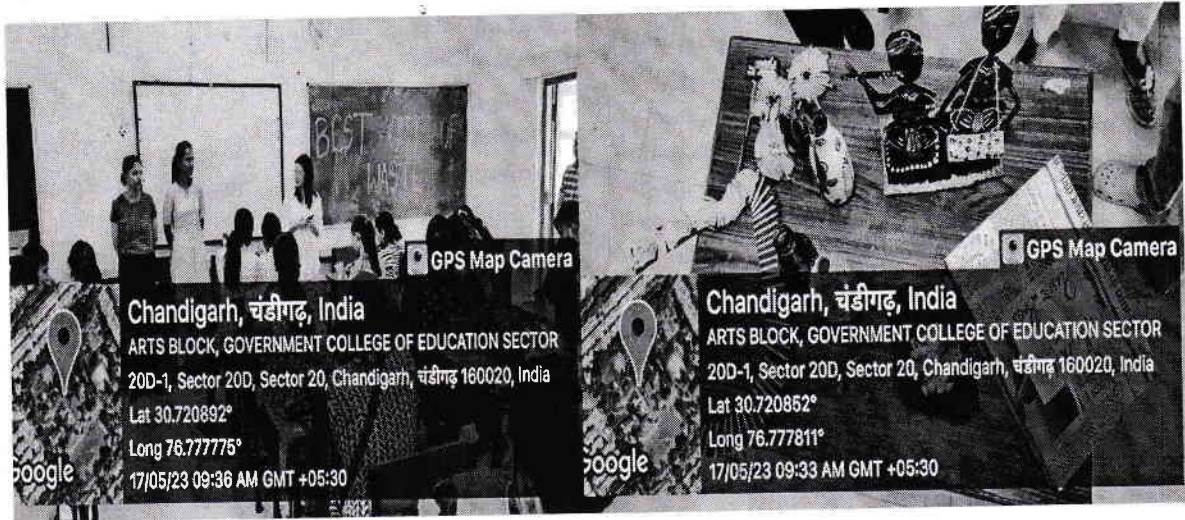 BEST OUT OF
WASTE
GPS Map Camera
Chandigarh, चंडीगढ़, India
ARTS BLOCK, GOVERNMENT COLLEGE OF EDUCATION SECTOR
20D-1, Sector 20D, Sector 20, Chandigarh, चंडीगढ़ 160020, India
Lat 30.720892°
Long 76.777775°
17/05/23 09:36 AM GMT +05:30
Google
GPS Map Camera
Chandigarh, चंडीगढ़, India
ARTS BLOCK, GOVERNMENT COLLEGE OF EDUCATION SECTOR
20D-1, Sector 20D, Sector 20, Chandigarh, चंडीगढ़ 160020, India
Lat 30.720852°
Long 76.777811°
17/05/23 09:33 AM GMT +05:30
Google